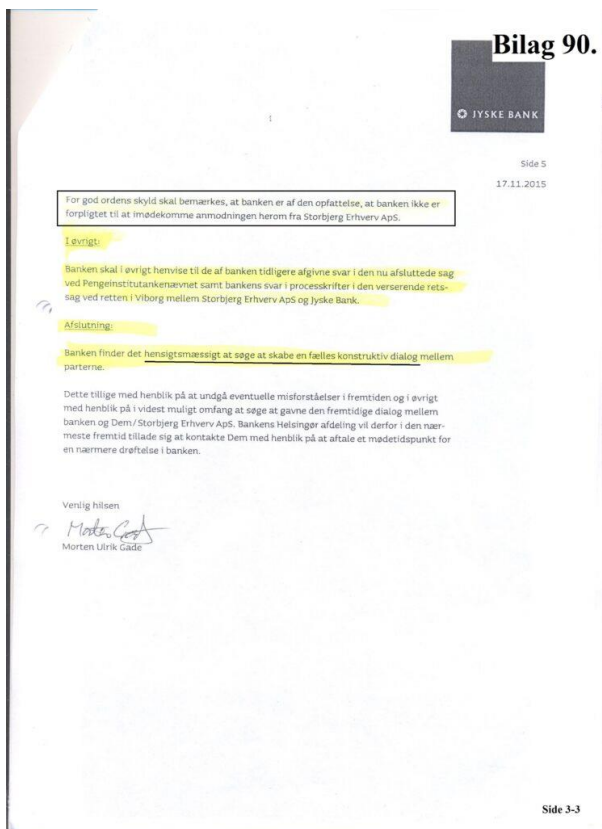 Bilag 90.
JYSKE BANK
Side 5
17.11.2015
For god ordens skyld skal bemærkes, at banken er af den opfattelse, at banken ikke er
forpligtet til at imødekomme anmodningen herom fra Storbjerg Erhverv ApS.
I øvrigt:
Banken skal i øvrigt henvise til de af banken tidligere afgivne svar i den nu afsluttede sag
ved Pengeinstitutankenævnet samt bankens svar i processkrifter i den verserende rets-
sag ved retten i Viborg mellem Storbjerg Erhverv ApS og Jyske Bank.
Afslutning:
Banken finder det hensigtsmæssigt at søge at skabe en fælles konstruktiv dialog mellem
parterne.
Dette tillige med henblik på at undgå eventuelle misforståelser i fremtiden og i øvrigt
med henblik på i videst muligt omfang at søge at gavne den fremtidige dialog mellem
banken og Dem/Storbjerg Erhverv ApS. Bankens Helsingør afdeling vil derfor i den nær-
meste fremtid tillade sig at kontakte Dem med henblik på at aftale et mødetidspunkt for
en nærmere drøftelse i banken.
Venlig hilsen
Morten Ulrik Gade
Side 3-3